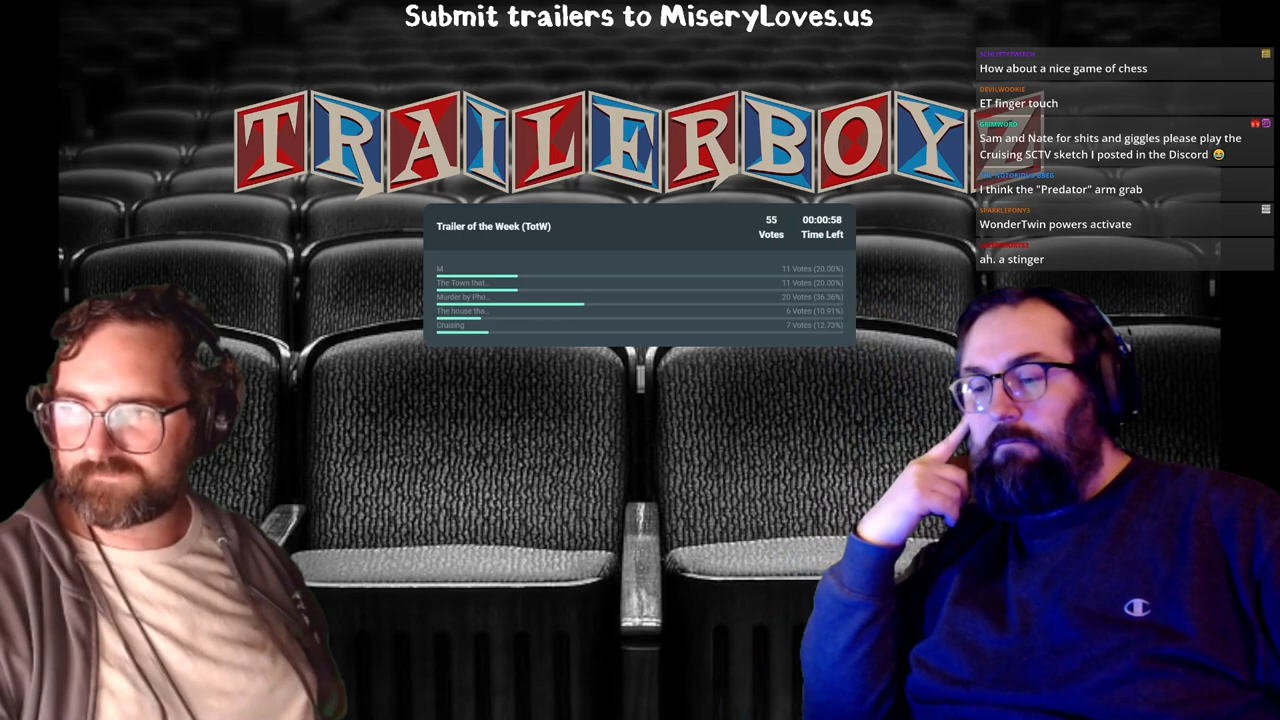 Submit trailers to MiseryLoves.us
TRAILERBOYZ
How about a nice game of chess
DEVILWOOKIE
ET finger touch
GRIMWORD
Sam and Nate for shits and giggles please play the
Cruising SCTV sketch I posted in the Discord 😂
I think the "Predator" arm grab
SPARKLEPONY3
WonderTwin powers activate
ah. a stinger
Trailer of the Week (TotW)
55
Votes
00:00:58
Time Left
M 11 Votes (20.00%)
The Town that... 11 Votes (20.00%)
Murder by Pho... 20 Votes (36.36%)
The house tha... 6 Votes (10.91%)
Cruising 7 Votes (12.73%)